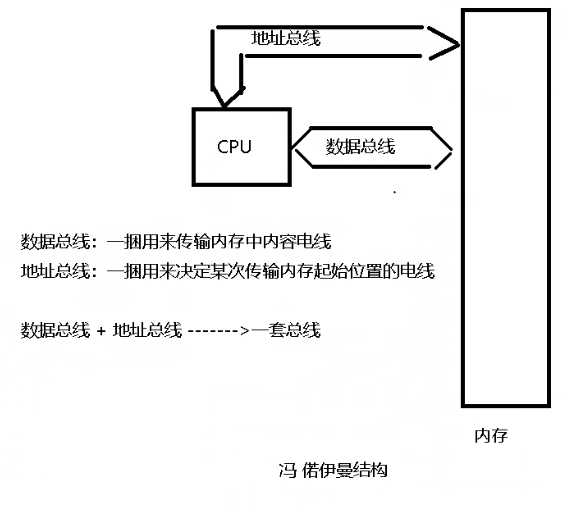 地址总线
CPU
数据总线
数据总线：一捆用来传输内存中内容电线
地址总线：一捆用来决定某次传输内存起始位置的电线
数据总线 + 地址总线 ------->一套总线
内存
冯 偌伊曼结构